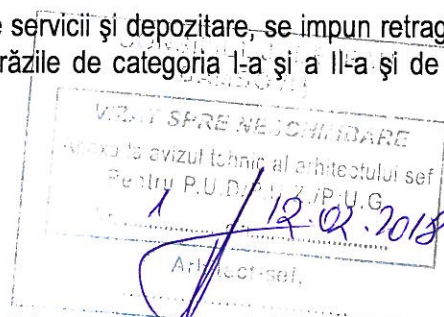 e servicii şi depozitare, se impun retrag
răzile de categoria I-a şi a II-a şi de
VIZAT SPRE NESCHIMBARE
Anexa la avizul tehnic al arhitectului sef
Pentru P.U.D./P.U.Z./P.U.G.
1 12.02.2018
Arhitect-sef,